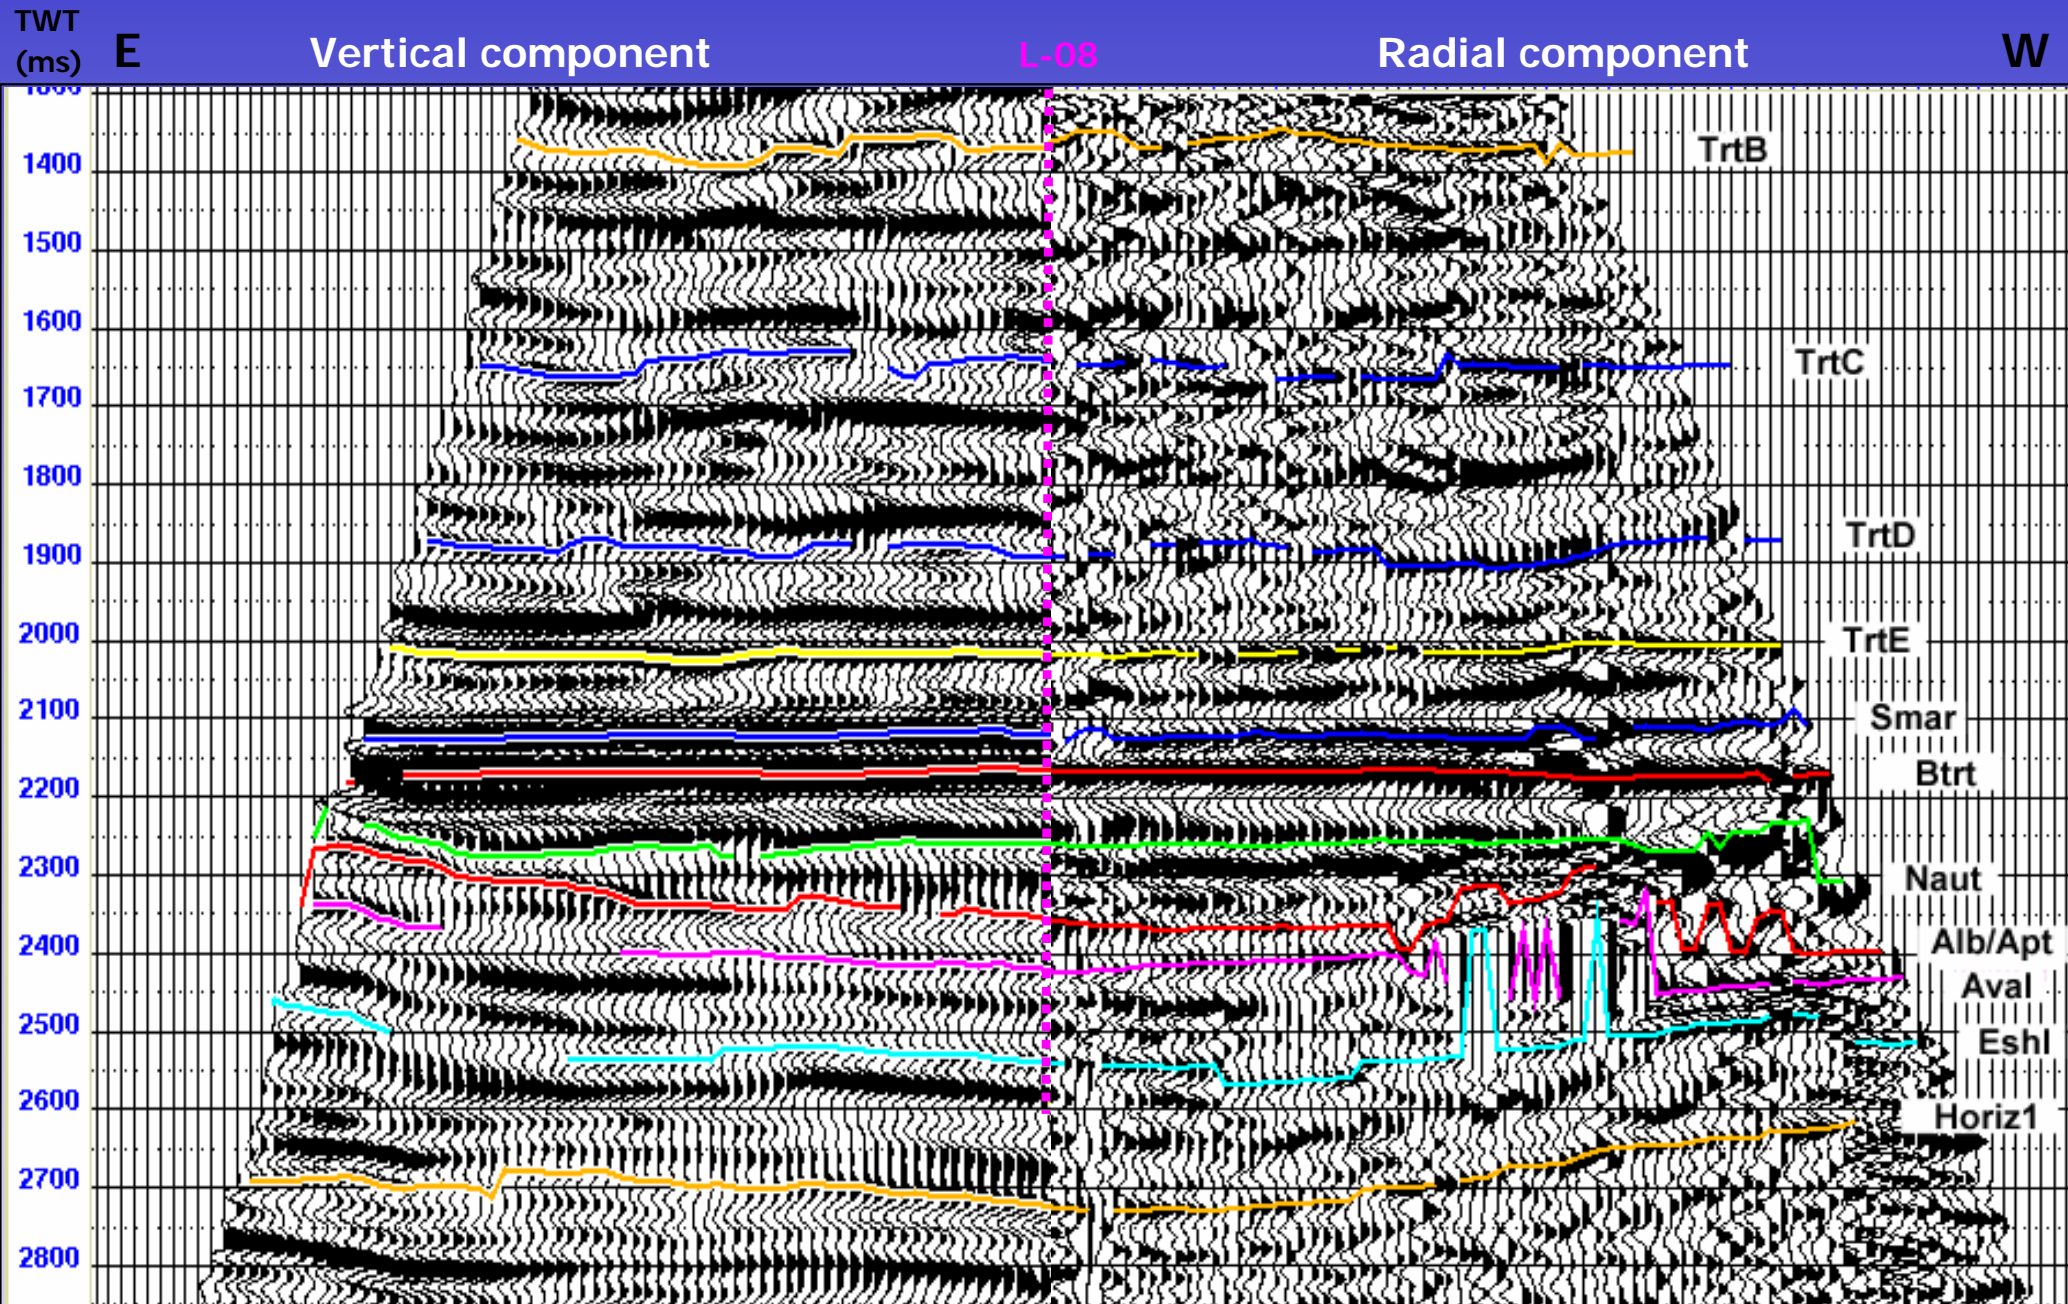 TWT
(ms)
E
Vertical component
L-08
Radial component
W
1400
1500
1600
1700
1800
1900
2000
2100
2200
2300
2400
2500
2600
2700
2800
TrtB
TrtC
TrtD
TrtE
Smar
Btrt
Naut
Alb/Apt
Aval
Eshl
Horiz1